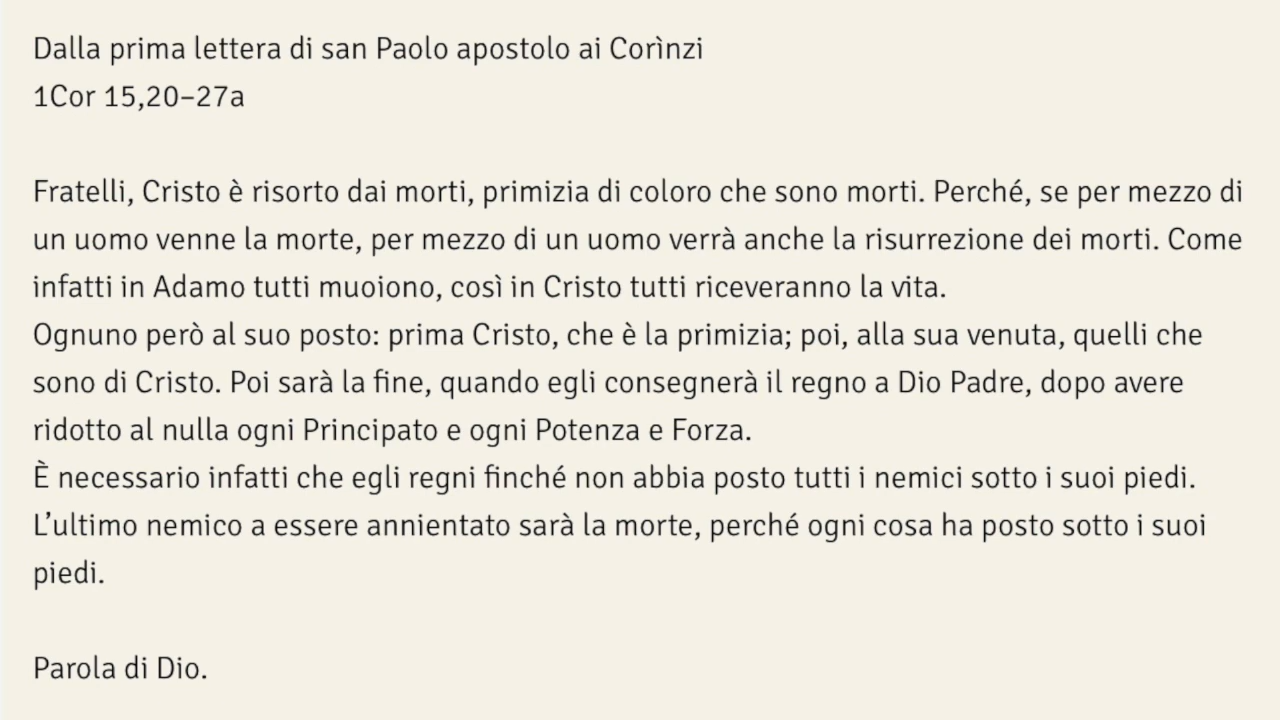 Dalla prima lettera di san Paolo apostolo ai Corìnzi
1Cor 15,20–27a
Fratelli, Cristo è risorto dai morti, primizia di coloro che sono morti. Perché, se per mezzo di
un uomo venne la morte, per mezzo di un uomo verrà anche la risurrezione dei morti. Come
infatti in Adamo tutti muoiono, così in Cristo tutti riceveranno la vita.
Ognuno però al suo posto: prima Cristo, che è la primizia; poi, alla sua venuta, quelli che
sono di Cristo. Poi sarà la fine, quando egli consegnerà il regno a Dio Padre, dopo avere
ridotto al nulla ogni Principato e ogni Potenza e Forza.
È necessario infatti che egli regni finché non abbia posto tutti i nemici sotto i suoi piedi.
L’ultimo nemico a essere annientato sarà la morte, perché ogni cosa ha posto sotto i suoi
piedi.
Parola di Dio.